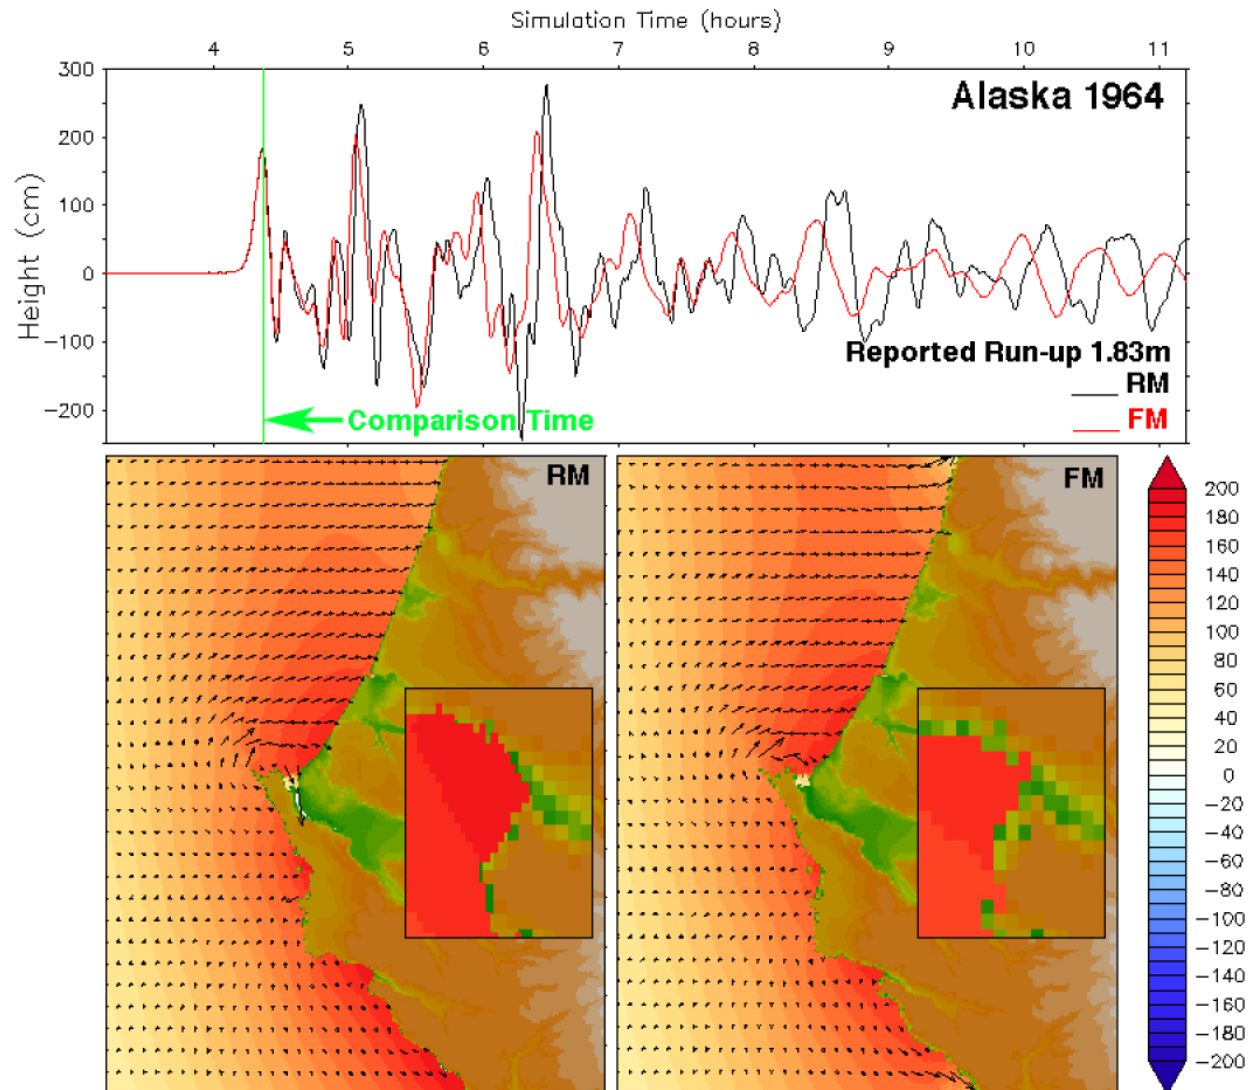 Simulation Time (hours)
4 5 6 7 8 9 10 11
300
200
100
0
−100
−200
Height (cm)
Alaska 1964
Reported Run-up 1.83m
RM
FM
Comparison Time
RM
FM
200
180
160
140
120
100
80
60
40
20
0
−20
−40
−60
−80
−100
−120
−140
−160
−180
−200